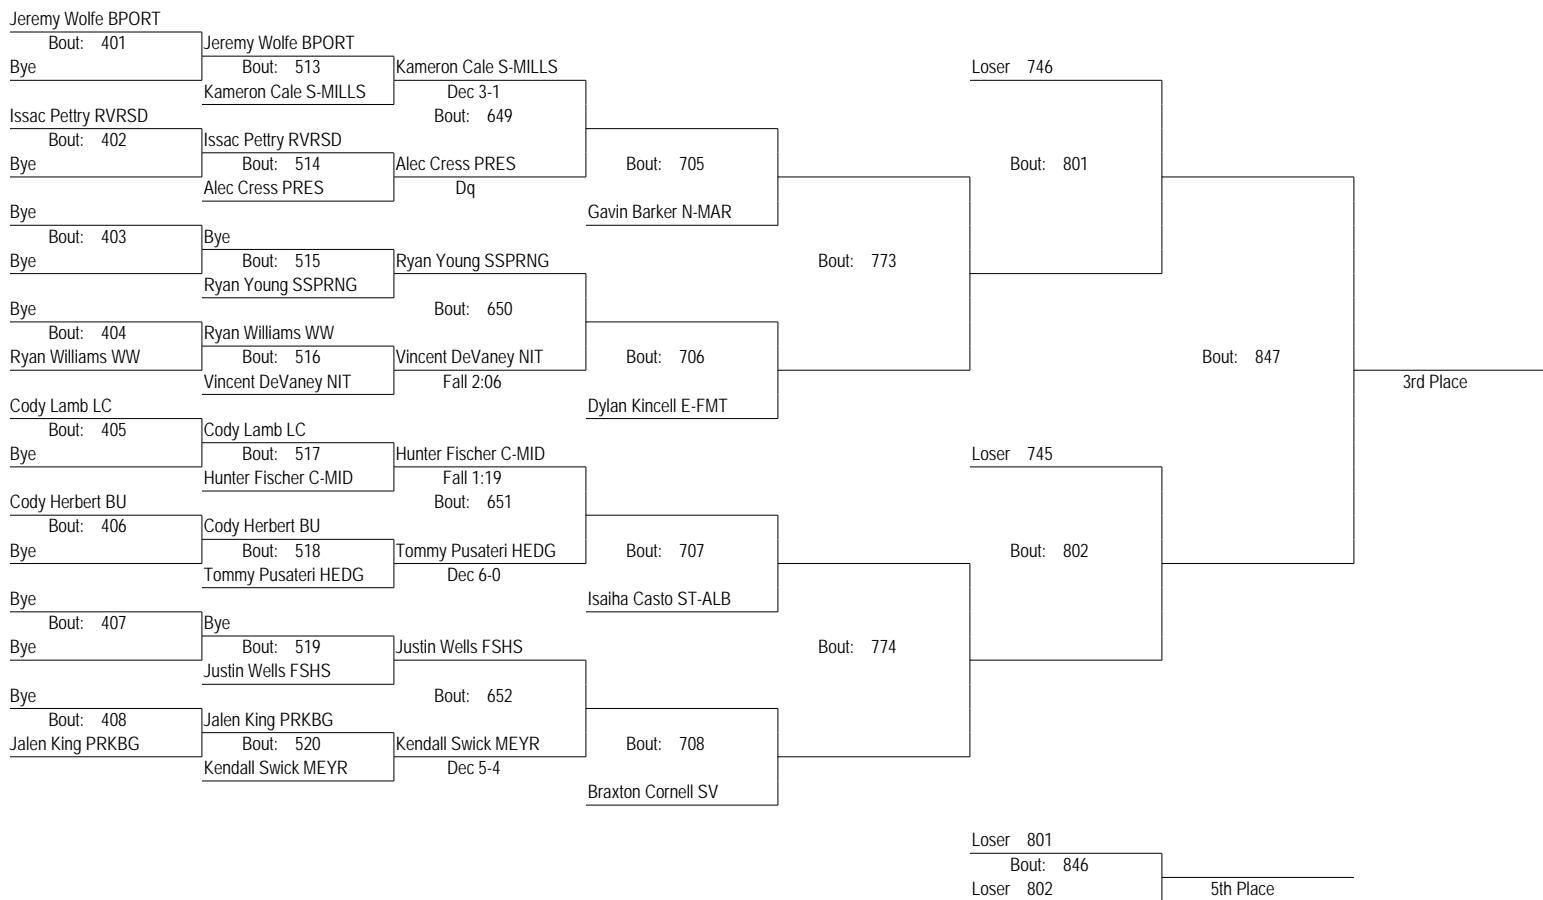 Jeremy Wolfe BPORT
Bout: 401
Bye
Issac Pettry RVRSD
Bout: 402
Bye
Bye
Bout: 403
Bye
Bye
Bout: 404
Ryan Williams WW
Cody Lamb LC
Bout: 405
Bye
Cody Herbert BU
Bout: 406
Bye
Bye
Bout: 407
Bye
Bye
Bout: 408
Jalen King PRKBG
Jeremy Wolfe BPORT
Bout: 513
Kameron Cale S-MILLS
Issac Pettry RVRSD
Bout: 514
Alec Cress PRES
Bye
Bout: 515
Ryan Young SSPRNG
Ryan Williams WW
Bout: 516
Vincent DeVaney NIT
Cody Lamb LC
Bout: 517
Hunter Fischer C-MID
Cody Herbert BU
Bout: 518
Tommy Pusateri HEDG
Bye
Bout: 519
Justin Wells FSHS
Jalen King PRKBG
Bout: 520
Kendall Swick MEYR
Kameron Cale S-MILLS
Dec 3-1
Bout: 649
Alec Cress PRES
Dq
Ryan Young SSPRNG
Bout: 650
Vincent DeVaney NIT
Fall 2:06
Hunter Fischer C-MID
Fall 1:19
Bout: 651
Tommy Pusateri HEDG
Dec 6-0
Justin Wells FSHS
Bout: 652
Kendall Swick MEYR
Dec 5-4
Bout: 705
Gavin Barker N-MAR
Bout: 706
Dylan Kincell E-FMT
Bout: 707
Isaiha Casto ST-ALB
Bout: 708
Braxton Cornell SV
Bout: 773
Bout: 774
Loser 746
Bout: 801
Loser 745
Bout: 802
Bout: 847
3rd Place
Loser 801
Bout: 846
Loser 802
5th Place